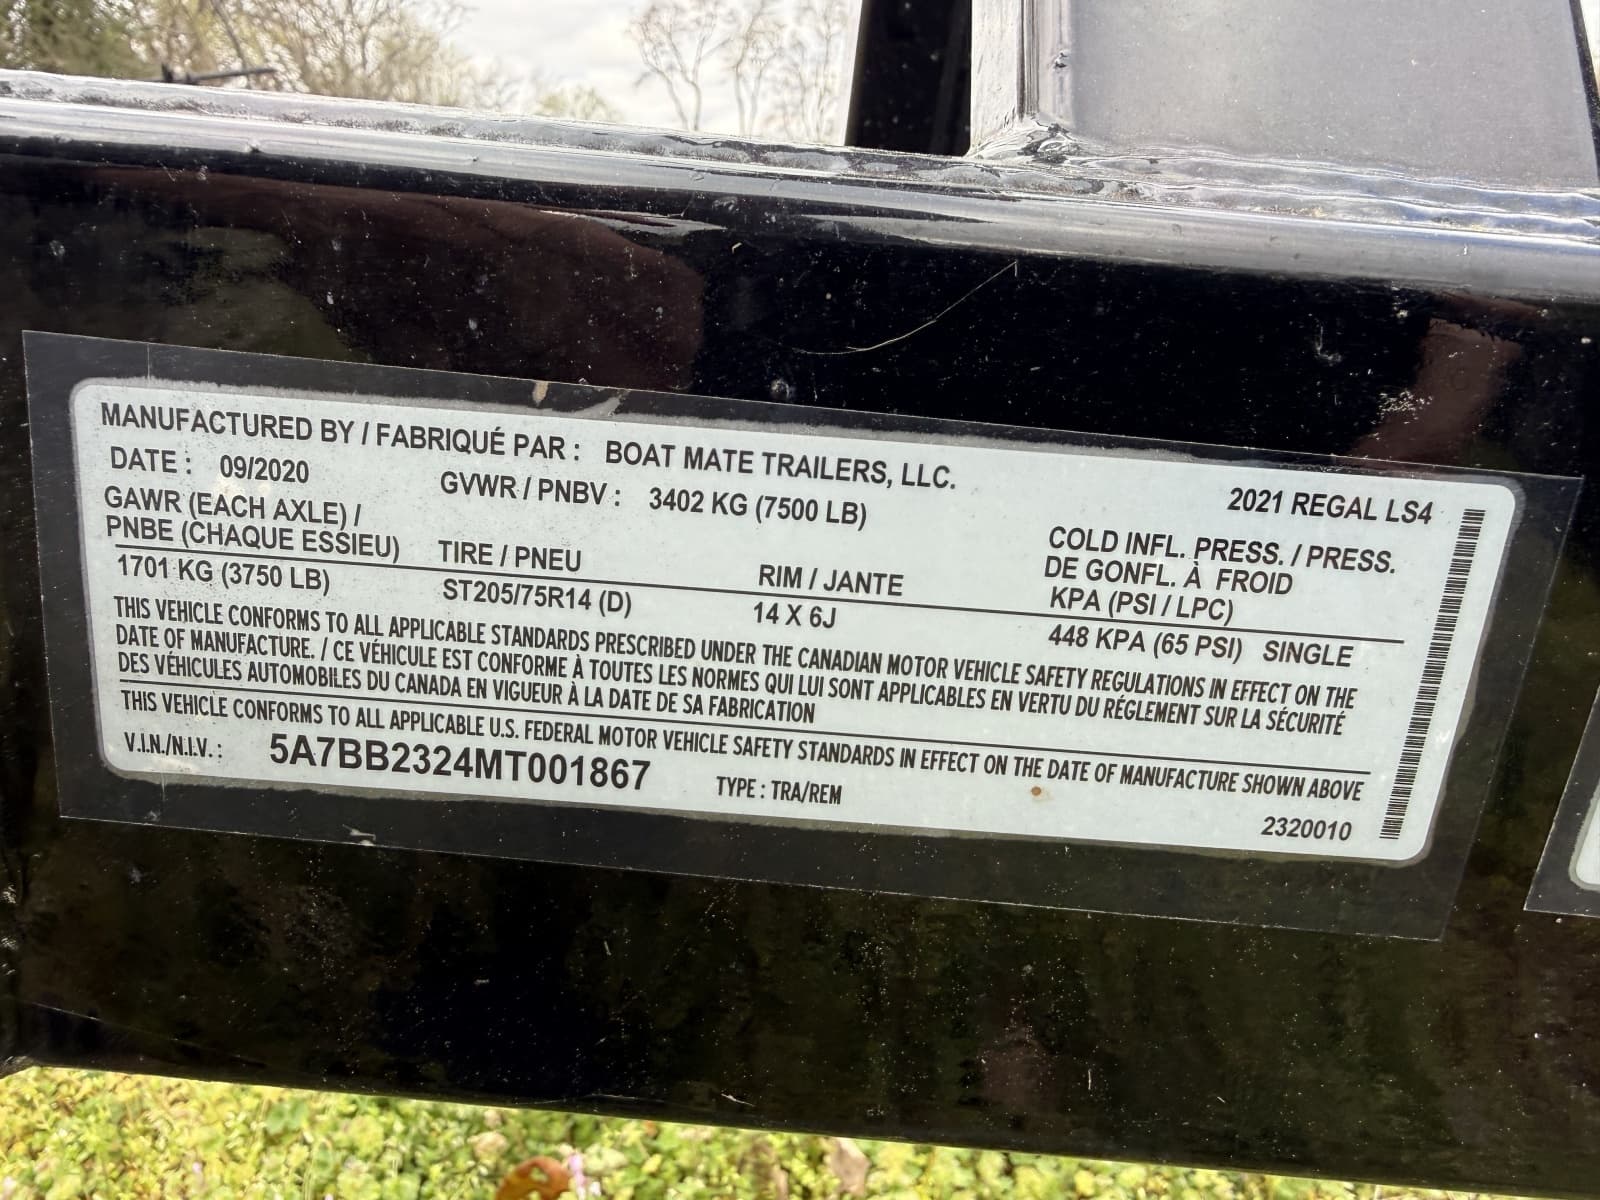 MANUFACTURED BY / FABRIQUÉ PAR : BOAT MATE TRAILERS, LLC.
DATE : 09/2020 GVWR / PNBV : 3402 KG (7500 LB) 2021 REGAL LS4
GAWR (EACH AXLE) /
PNBE (CHAQUE ESSIEU) TIRE / PNEU RIM / JANTE COLD INFL. PRESS. / PRESS.
DE GONFL. À FROID
KPA (PSI / LPC)
1701 KG (3750 LB) ST205/75R14 (D) 14 X 6J 448 KPA (65 PSI) SINGLE
THIS VEHICLE CONFORMS TO ALL APPLICABLE STANDARDS PRESCRIBED UNDER THE CANADIAN MOTOR VEHICLE SAFETY REGULATIONS IN EFFECT ON THE
DATE OF MANUFACTURE. / CE VÉHICULE EST CONFORME À TOUTES LES NORMES QUI LUI SONT APPLICABLES EN VERTU DU RÉGLEMENT SUR LA SÉCURITÉ
DES VÉHICULES AUTOMOBILES DU CANADA EN VIGUEUR À LA DATE DE SA FABRICATION
THIS VEHICLE CONFORMS TO ALL APPLICABLE U.S. FEDERAL MOTOR VEHICLE SAFETY STANDARDS IN EFFECT ON THE DATE OF MANUFACTURE SHOWN ABOVE
V.I.N./N.I.V. : 5A7BB2324MT001867 TYPE : TRA/REM 2320010